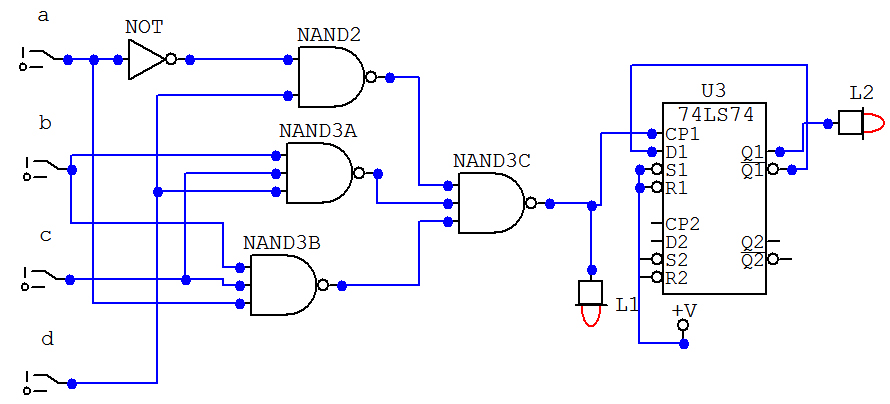 a
NOT
NAND2
b
NAND3A
NAND3C
c
NAND3B
d
U3
74LS74
CP1
D1
S1
R1
CP2
D2
S2
R2
Q1
Q1
Q2
Q2
L2
L1
+V